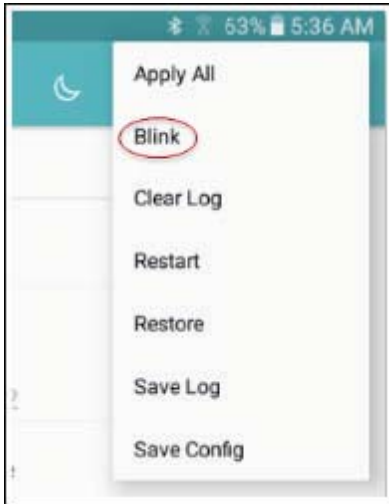 63% 5:36 AM
Apply All
Blink
Clear Log
Restart
Restore
Save Log
Save Config